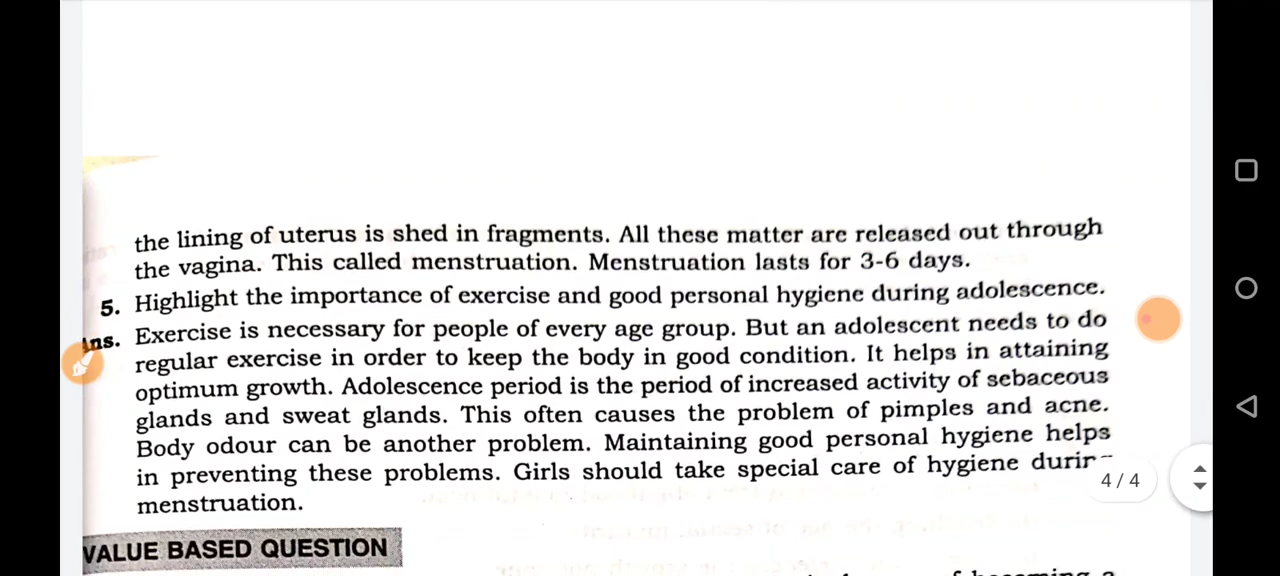 the lining of uterus is shed in fragments. All these matter are released out through
the vagina. This called menstruation. Menstruation lasts for 3-6 days.
5. Highlight the importance of exercise and good personal hygiene during adolescence.
ns. Exercise is necessary for people of every age group. But an adolescent needs to do
regular exercise in order to keep the body in good condition. It helps in attaining
optimum growth. Adolescence period is the period of increased activity of sebaceous
glands and sweat glands. This often causes the problem of pimples and acne.
Body odour can be another problem. Maintaining good personal hygiene helps
in preventing these problems. Girls should take special care of hygiene
4 / 4
menstruation.
VALUE BASED QUESTION